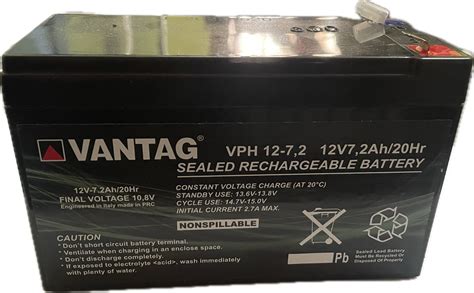 VANTAG®
VPH 12-7,2 12V7,2Ah/20Hr
SEALED RECHARGEABLE BATTERY
12V-7.2Ah/20Hr
FINAL VOLTAGE 10,8V
Engineered in Italy made in PRC
CONSTANT VOLTAGE CHARGE (AT 20°C)
STANDBY USE: 13.6V-13.8V
CYCLE USE: 14.7V-15.0V
INITIAL CURRENT 2.7A MAX.
NONSPILLABLE
CAUTION:
* Don't short circuit battery terminal.
* Ventilate when charging in an enclose space.
* Don't discharge completely.
* If exposed to electrolyte <acid>, wash immediately
with plenty of water.
Pb
Sealed Lead Battery
Must Be Recycled
Properly